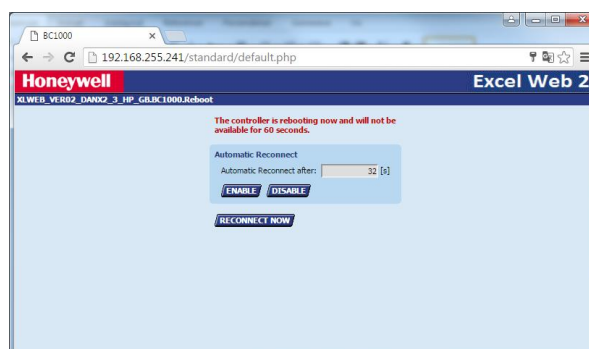 BC1000
192.168.255.241/standard/default.php
Honeywell
Excel Web 2
XLWEB_VER02_DANX2_3_HP_GB.BC1000.Reboot
The controller is rebooting now and will not be
available for 60 seconds.
Automatic Reconnect
Automatic Reconnect after: 32 [s]
ENABLE DISABLE
RECONNECT NOW